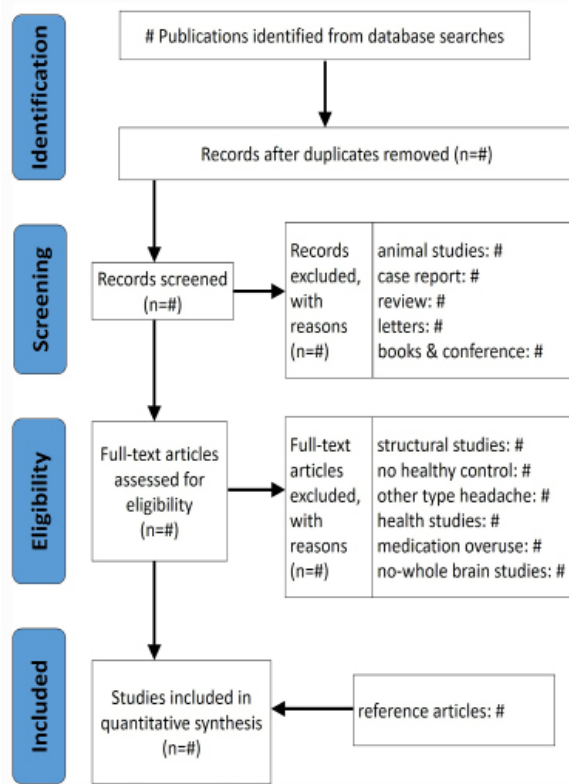 Identification
# Publications identified from database searches
Records after duplicates removed (n=#)
Screening
Records screened
(n=#)
Records
excluded,
with
reasons
(n=#)
animal studies: #
case report: #
review: #
letters: #
books & conference: #
Eligibility
Full-text articles
assessed for
eligibility
(n=#)
Full-text
articles
excluded,
with
reasons
(n=#)
structural studies: #
no healthy control: #
other type headache: #
health studies: #
medication overuse: #
no-whole brain studies: #
Included
Studies included in
quantitative synthesis
(n=#)
reference articles: #